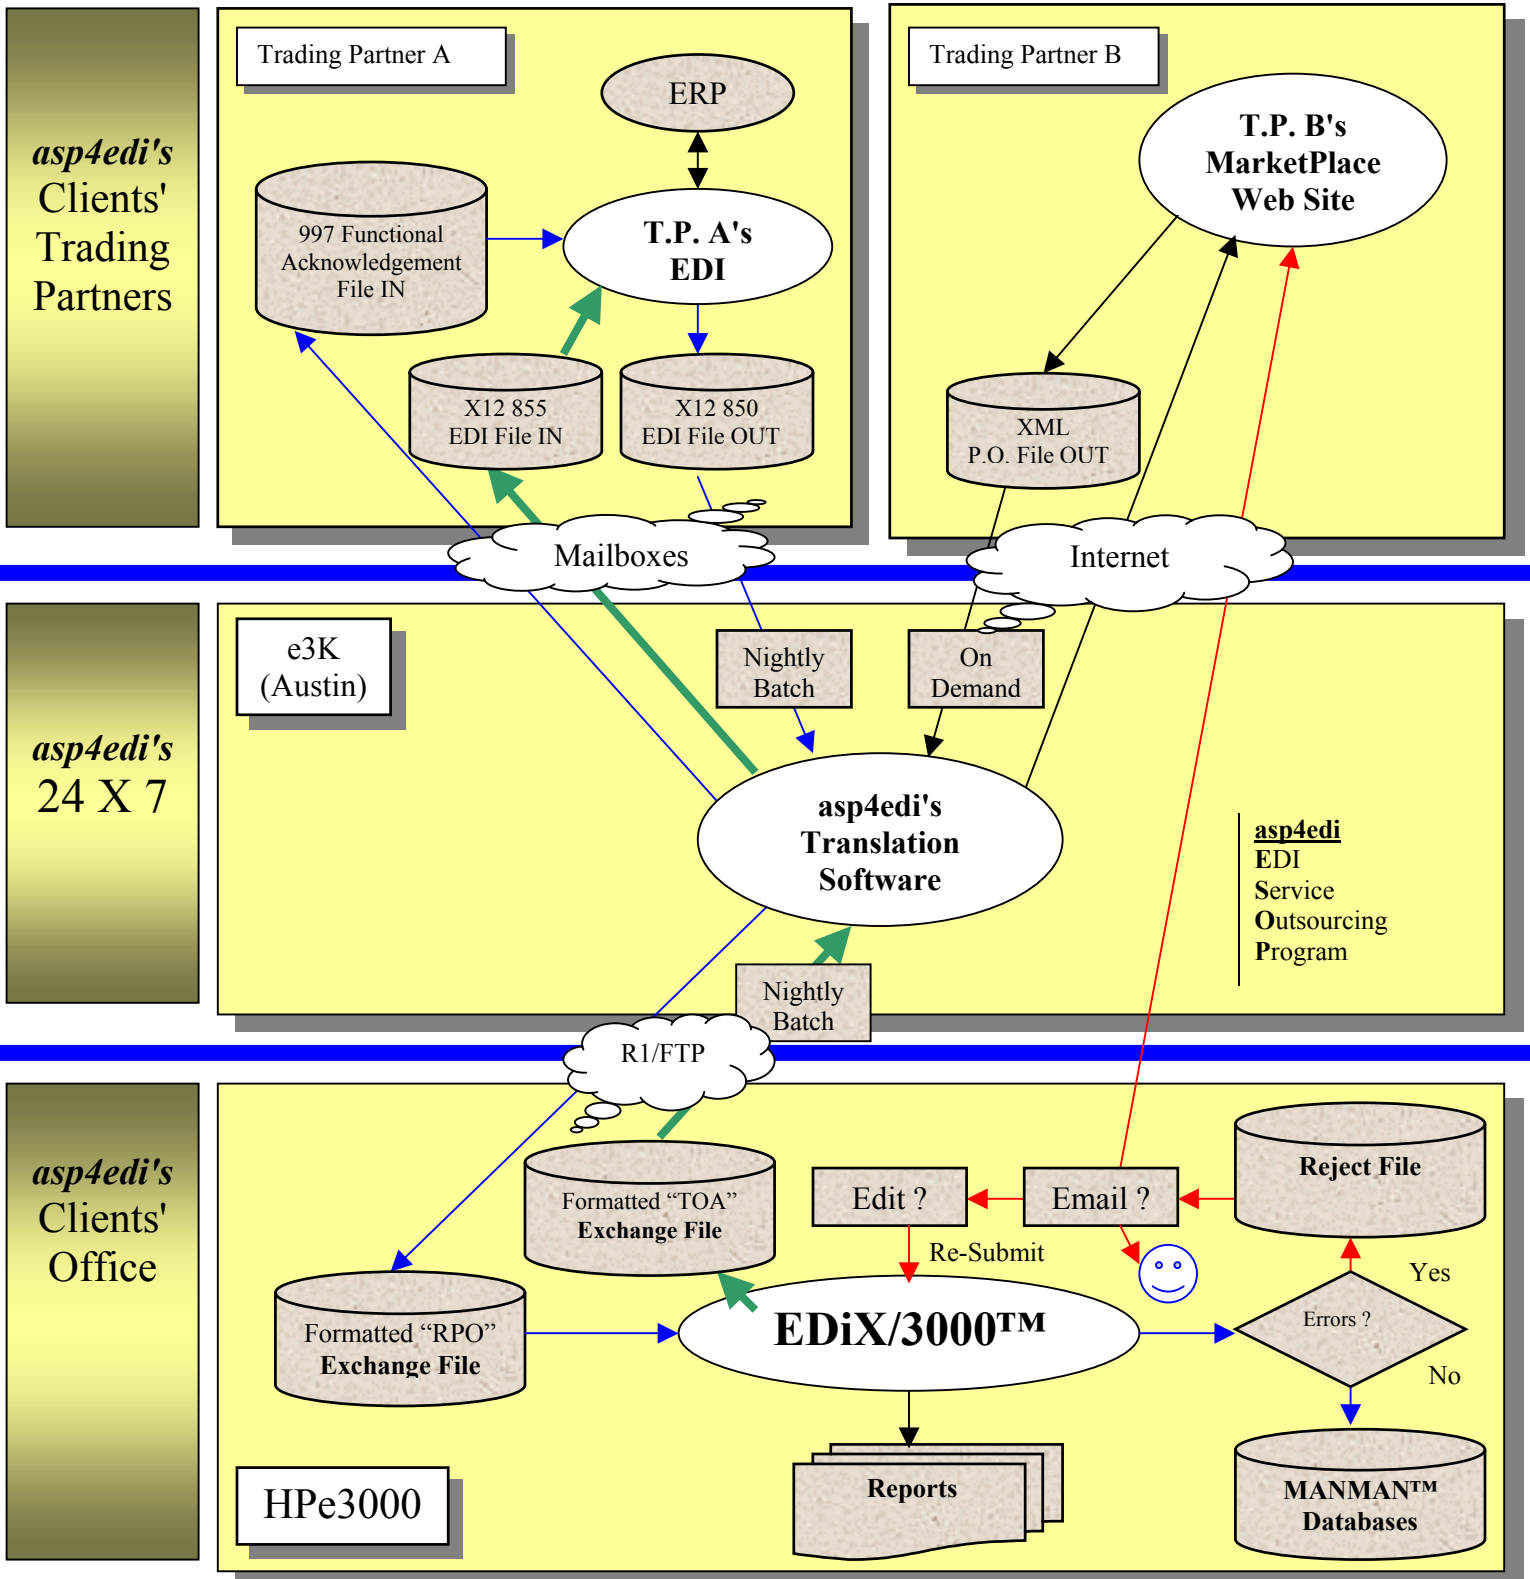 asp4edi's
Clients'
Trading
Partners
Trading Partner A
ERP
997 Functional
Acknowledgement
File IN
T.P. A's
EDI
X12 855
EDI File IN
X12 850
EDI File OUT
Trading Partner B
T.P. B's
MarketPlace
Web Site
XML
P.O. File OUT
Mailboxes
Internet
asp4edi's
24 X 7
e3K
(Austin)
Nightly
Batch
On
Demand
asp4edi's
Translation
Software
asp4edi
EDI
Service
Outsourcing
Program
Nightly
Batch
R1/FTP
asp4edi's
Clients'
Office
Formatted “TOA”
Exchange File
Edit ?
Email ?
Reject File
Re-Submit
Yes
Formatted “RPO”
Exchange File
EDiX/3000™
Errors ?
No
Reports
MANMAN™
Databases
HPe3000